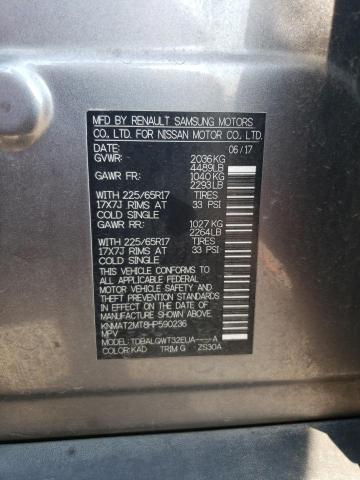 MFD BY RENAULT SAMSUNG MOTORS
CO., LTD. FOR NISSAN MOTOR CO., LTD.
DATE: 06/17
GVWR: 2036KG
4489LB
GAWR FR: 1040KG
2293LB
WITH 225/65R17 TIRES
17X7J RIMS AT 33 PSI
COLD SINGLE
GAWR RR: 1027KG
2264LB
WITH 225/65R17 TIRES
17X7J RIMS AT 33 PSI
COLD SINGLE
THIS VEHICLE CONFORMS TO
ALL APPLICABLE FEDERAL
MOTOR VEHICLE SAFETY AND
THEFT PREVENTION STANDARDS
IN EFFECT ON THE DATE OF
MANUFACTURE SHOWN ABOVE.
KNMAT2MT8HP590236
MPV
MODEL: TDBALGWT32EUA----A
COLOR:KAD TRIM:G ZS30A